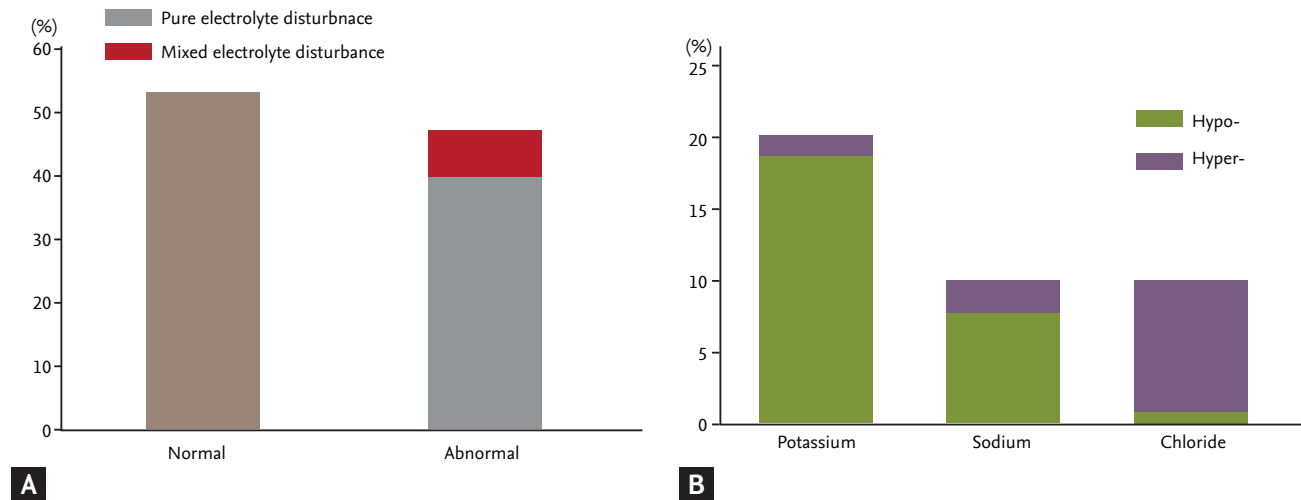 (%)
Pure electrolyte disturbnace
Mixed electrolyte disturbance
60
50
40
30
20
10
0
Normal
Abnormal
A
(%)
25
20
15
10
5
0
Hypo-
Hyper-
Potassium
Sodium
Chloride
B